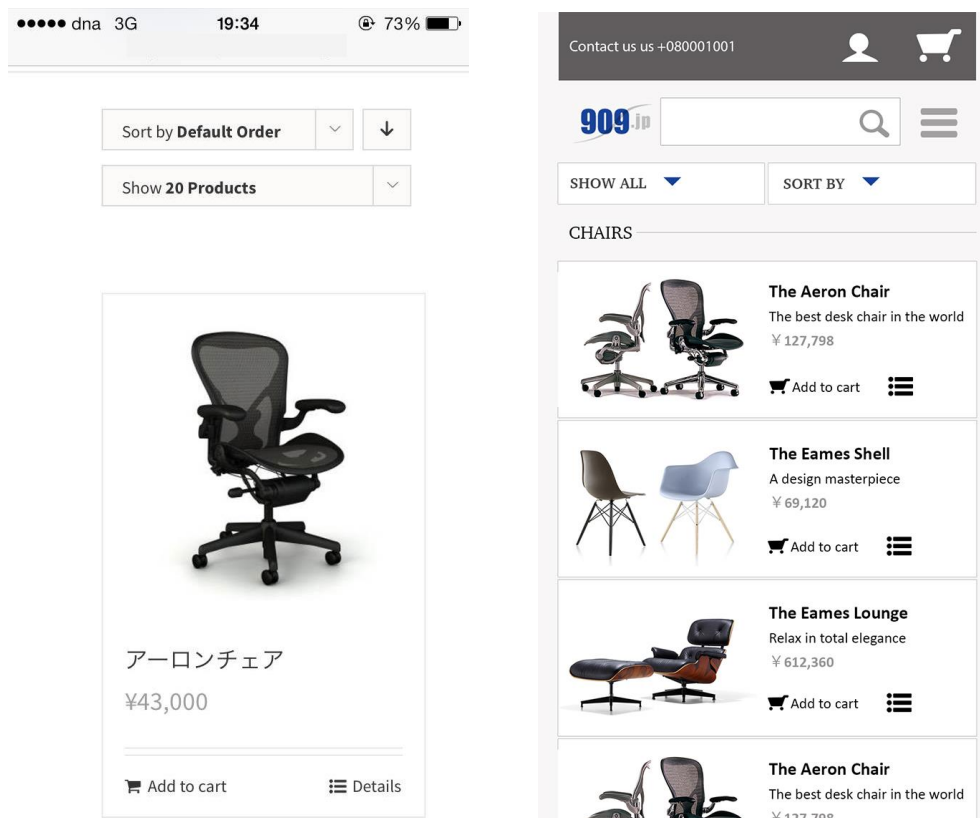 dna 3G 19:34 73%
Sort by Default Order
Show 20 Products
アーロンチェア
¥43,000
Add to cart Details
Contact us us +080001001
909.jp
SHOW ALL SORT BY
CHAIRS
The Aeron Chair
The best desk chair in the world
¥127,798
Add to cart
The Eames Shell
A design masterpiece
¥69,120
Add to cart
The Eames Lounge
Relax in total elegance
¥612,360
Add to cart
The Aeron Chair
The best desk chair in the world
¥127,798